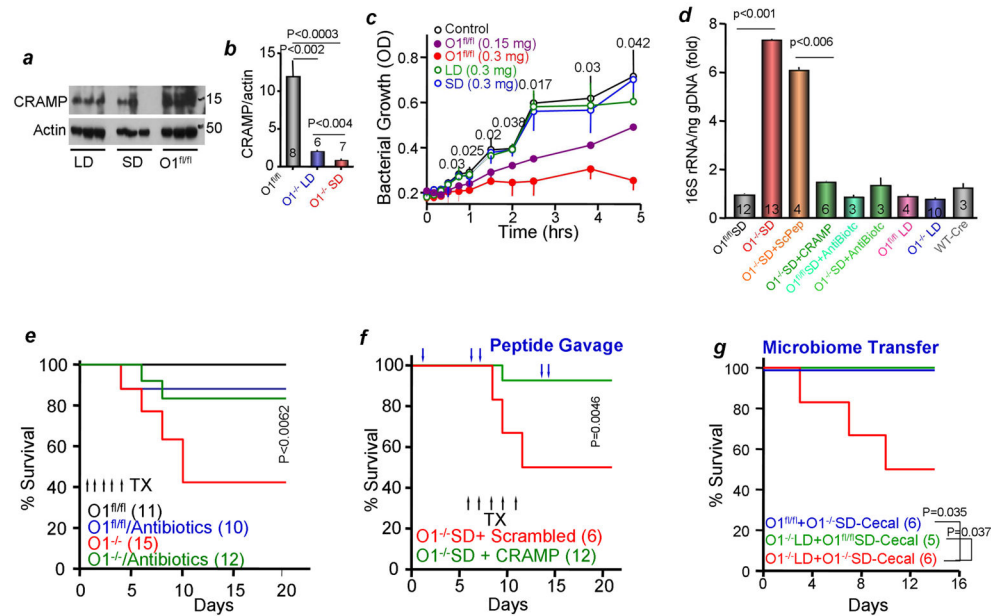 a
CRAMP
15
Actin
50
LD SD O1fl/fl
b
P<0.0003
P<0.002
P<0.004
CRAMP/actin
15
10
5
0
8 6 7
O1fl/fl
O1-/- LD
O1-/- SD
c
Bacterial Growth (OD)
Control
O1fl/fl (0.15 mg)
O1fl/fl (0.3 mg)
LD (0.3 mg)
SD (0.3 mg)
0.8
0.6
0.4
0.2
0.03
0.025
0.02
0.038
0.017
0.03
0.042
0 1 2 3 4 5
Time (hrs)
d
16S rRNA/ng gDNA (fold)
p<0.001
p<0.006
8
6
4
2
0
12 13 4 6 3 3 4 10 3
O1fl/flSD
O1-/-SD
O1-/-SD+ScPep
O1-/-SD+CRAMP
O1fl/flSD+AntiBiotc
O1-/-SD+AntiBiotc
O1fl/fl LD
O1-/- LD
WT-Cre
e
% Survival
100
80
60
40
20
0
P<0.0062
TX
O1fl/fl (11)
O1fl/fl/Antibiotics (10)
O1-/- (15)
O1-/-/Antibiotics (12)
0 5 10 15 20
Days
f
Peptide Gavage
% Survival
100
80
60
40
20
0
P=0.0046
TX
O1-/-SD+ Scrambled (6)
O1-/-SD + CRAMP (12)
0 5 10 15 20
Days
g
Microbiome Transfer
% Survival
100
80
60
40
20
0
P=0.035
P=0.037
O1fl/fl+O1-/-SD-Cecal (6)
O1-/-LD+O1fl/flSD-Cecal (5)
O1-/-LD+O1-/-SD-Cecal (6)
0 4 8 12 16
Days